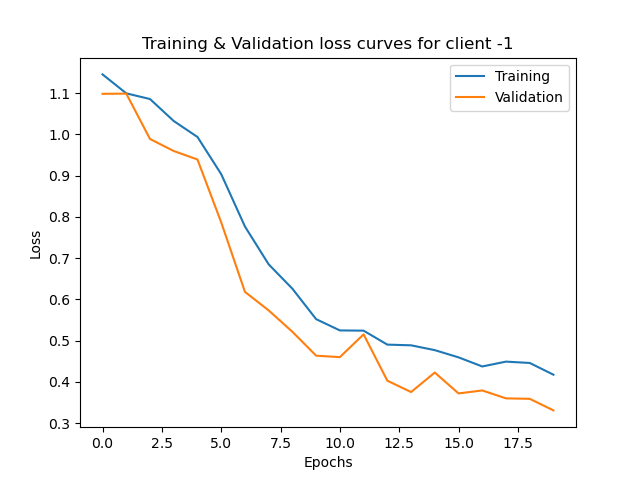 Training & Validation loss curves for client -1
Training
Validation
Loss
1.1
1.0
0.9
0.8
0.7
0.6
0.5
0.4
0.3
0.0 2.5 5.0 7.5 10.0 12.5 15.0 17.5
Epochs